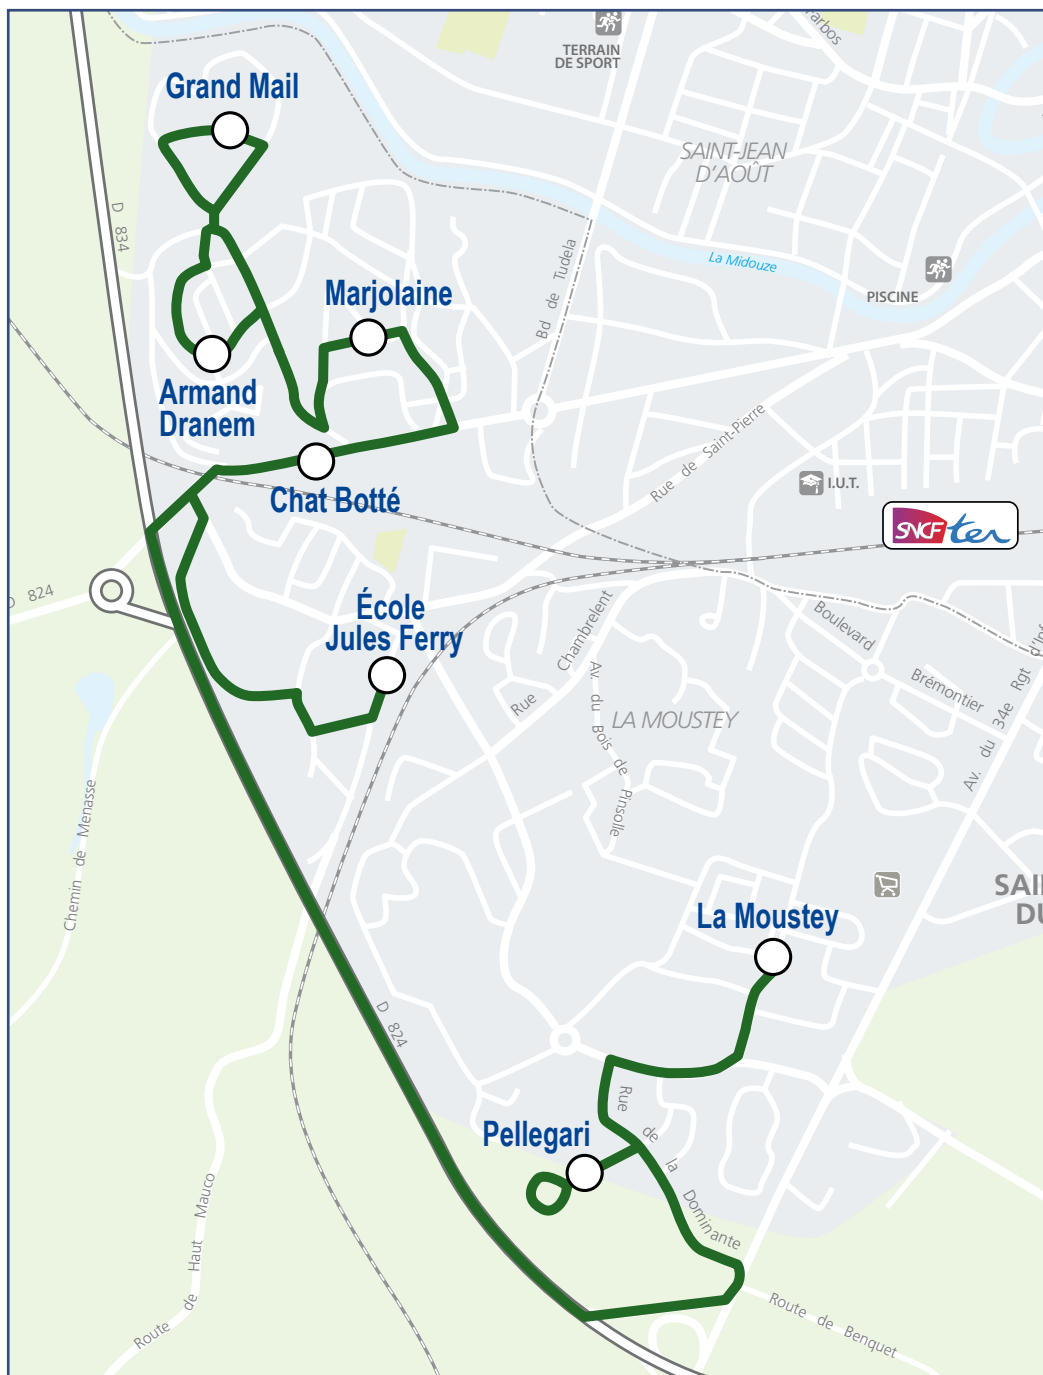 TERRAIN
DE SPORT
Grand Mail
SAINT-JEAN
D'AOÛT
D 834
Bd de Tudela
La Midouze
PISCINE
Marjolaine
Armand
Dranem
Rue de Saint-Pierre
I.U.T.
Chat Botté
SNCF ter
824
École
Jules Ferry
Rue Chambrelent
Boulevard Brémontier
Av. du Bois de Pinsolle
LA MOUSTEY
Av. du 34e Rgt
Chemin de Menasse
La Moustey
D 824
Rue de la Dominante
Pellegari
Route de Haut Mauco
Route de Benquet